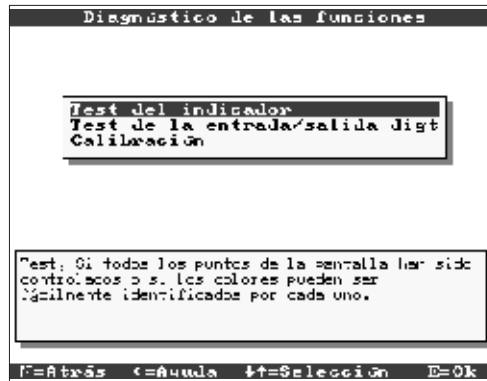 Diagnóstico de las funciones
Test del indicador
Test de la entrada/salida digt
Calibración
Test, Si todos los puntos de la pantalla han sido
controlados o si los colores pueden ser
fácilmente identificados por cada uno.
=Atrás <=Ayuda ↓↑=Selección E=Ok